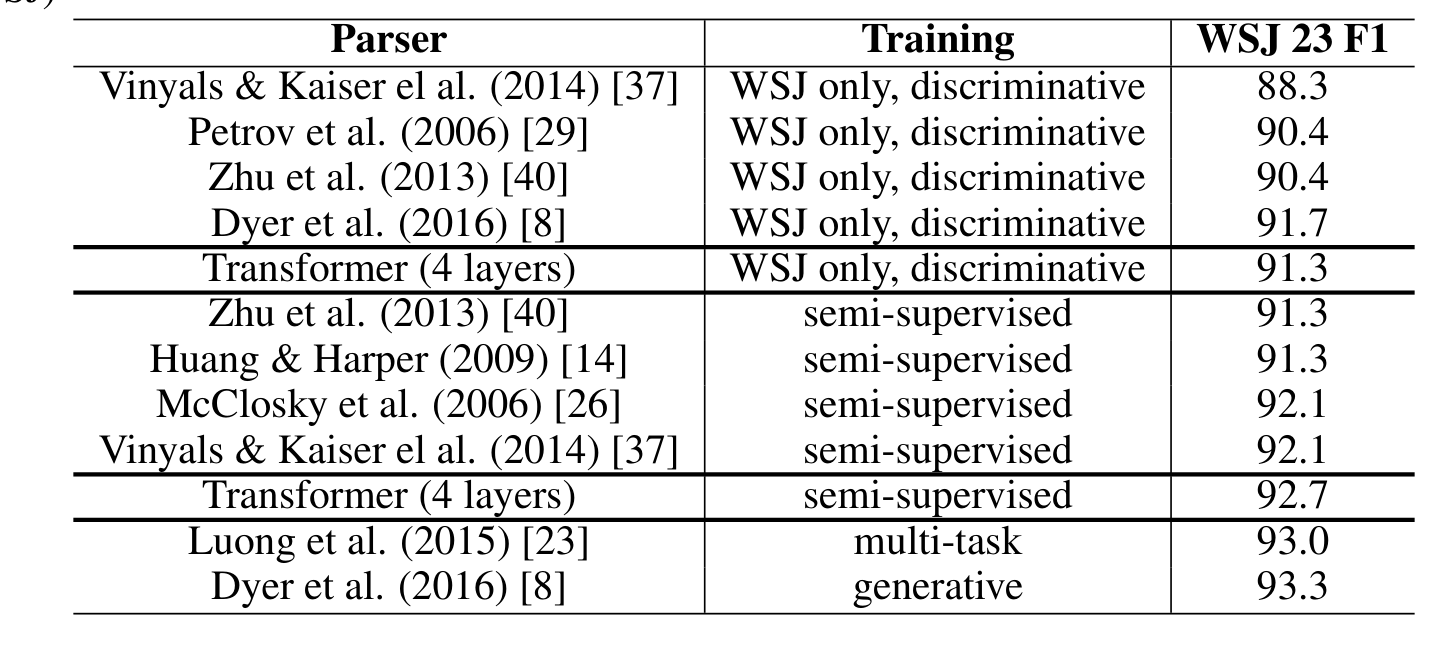 Parser Training WSJ 23 F1
Vinyals & Kaiser el al. (2014) [37] WSJ only, discriminative 88.3
Petrov et al. (2006) [29] WSJ only, discriminative 90.4
Zhu et al. (2013) [40] WSJ only, discriminative 90.4
Dyer et al. (2016) [8] WSJ only, discriminative 91.7
Transformer (4 layers) WSJ only, discriminative 91.3
Zhu et al. (2013) [40] semi-supervised 91.3
Huang & Harper (2009) [14] semi-supervised 91.3
McClosky et al. (2006) [26] semi-supervised 92.1
Vinyals & Kaiser el al. (2014) [37] semi-supervised 92.1
Transformer (4 layers) semi-supervised 92.7
Luong et al. (2015) [23] multi-task 93.0
Dyer et al. (2016) [8] generative 93.3